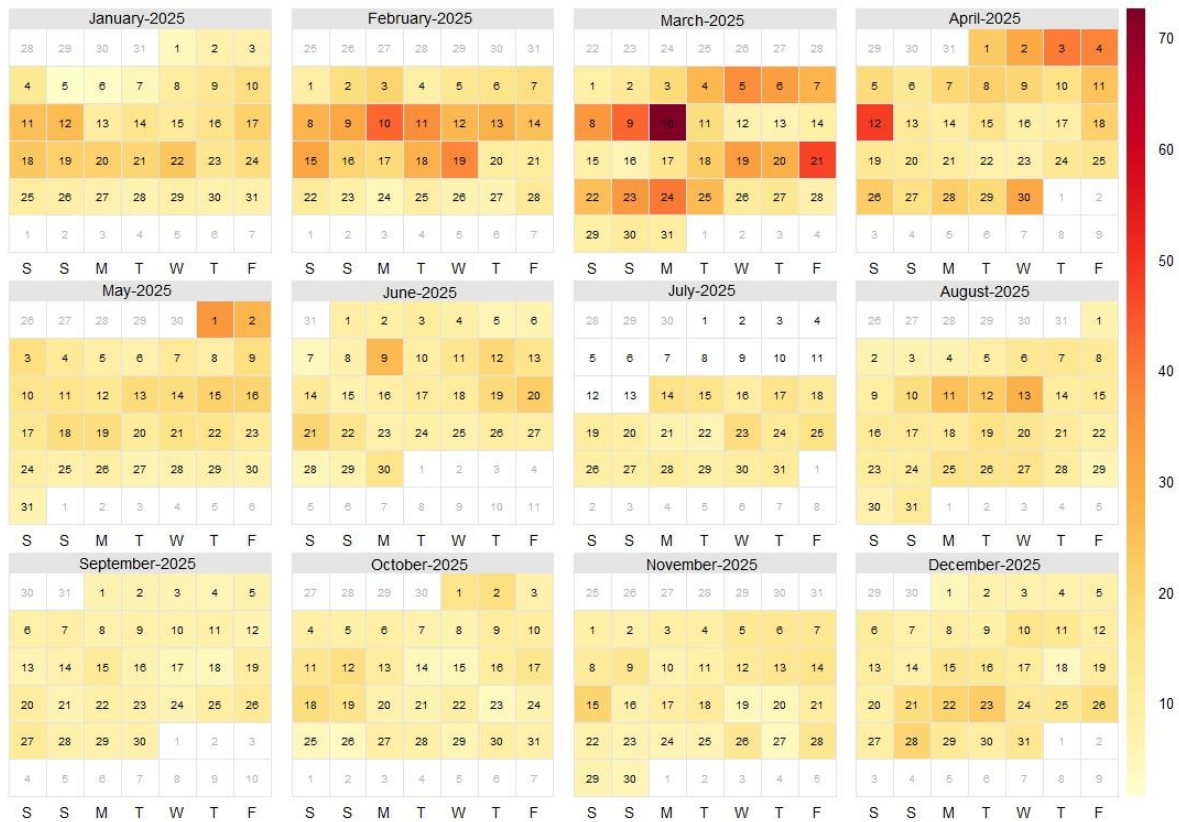 January-2025
28 29 30 31 1 2 3
4 5 6 7 8 9 10
11 12 13 14 15 16 17
18 19 20 21 22 23 24
25 26 27 28 29 30 31
1 2 3 4 5 6 7
S S M T W T F
February-2025
25 26 27 28 29 30 31
1 2 3 4 5 6 7
8 9 10 11 12 13 14
15 16 17 18 19 20 21
22 23 24 25 26 27 28
1 2 3 4 5 6 7
S S M T W T F
March-2025
22 23 24 25 26 27 28
1 2 3 4 5 6 7
8 9 10 11 12 13 14
15 16 17 18 19 20 21
22 23 24 25 26 27 28
29 30 31 1 2 3 4
S S M T W T F
April-2025
29 30 31 1 2 3 4
5 6 7 8 9 10 11
12 13 14 15 16 17 18
19 20 21 22 23 24 25
26 27 28 29 30 1 2
3 4 5 6 7 8 9
S S M T W T F
May-2025
26 27 28 29 30 1 2
3 4 5 6 7 8 9
10 11 12 13 14 15 16
17 18 19 20 21 22 23
24 25 26 27 28 29 30
31 1 2 3 4 5 6
S S M T W T F
June-2025
31 1 2 3 4 5 6
7 8 9 10 11 12 13
14 15 16 17 18 19 20
21 22 23 24 25 26 27
28 29 30 1 2 3 4
5 6 7 8 9 10 11
S S M T W T F
July-2025
28 29 30 1 2 3 4
5 6 7 8 9 10 11
12 13 14 15 16 17 18
19 20 21 22 23 24 25
26 27 28 29 30 31 1
2 3 4 5 6 7 8
S S M T W T F
August-2025
26 27 28 29 30 31 1
2 3 4 5 6 7 8
9 10 11 12 13 14 15
16 17 18 19 20 21 22
23 24 25 26 27 28 29
30 31 1 2 3 4 5
S S M T W T F
September-2025
30 31 1 2 3 4 5
6 7 8 9 10 11 12
13 14 15 16 17 18 19
20 21 22 23 24 25 26
27 28 29 30 1 2 3
4 5 6 7 8 9 10
S S M T W T F
October-2025
27 28 29 30 1 2 3
4 5 6 7 8 9 10
11 12 13 14 15 16 17
18 19 20 21 22 23 24
25 26 27 28 29 30 31
1 2 3 4 5 6 7
S S M T W T F
November-2025
25 26 27 28 29 30 31
1 2 3 4 5 6 7
8 9 10 11 12 13 14
15 16 17 18 19 20 21
22 23 24 25 26 27 28
29 30 1 2 3 4 5
S S M T W T F
December-2025
29 30 1 2 3 4 5
6 7 8 9 10 11 12
13 14 15 16 17 18 19
20 21 22 23 24 25 26
27 28 29 30 31 1 2
3 4 5 6 7 8 9
S S M T W T F
70
60
50
40
30
20
10